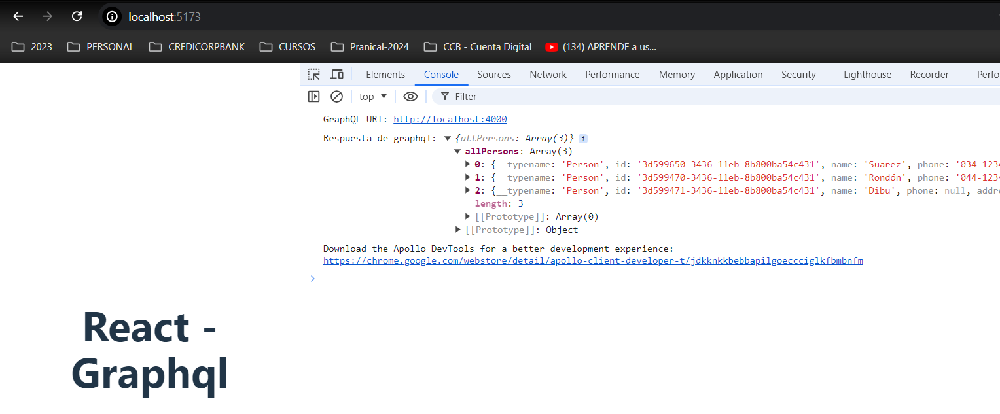 localhost:5173
2023 PERSONAL CREDICORPBANK CURSOS Pranical-2024 CCB - Cuenta Digital (134) APRENDE a us...
Elements Console Sources Network Performance Memory Application Security Lighthouse Recorder Perfo
top Filter
GraphQL URI: http://localhost:4000
Respuesta de graphql: {allPersons: Array(3)} i
allPersons: Array(3)
0: {__typename: 'Person', id: '3d599650-3436-11eb-8b800ba54c431', name: 'Suarez', phone: '034-1234
1: {__typename: 'Person', id: '3d599470-3436-11eb-8b800ba54c431', name: 'Rondón', phone: '044-1234
2: {__typename: 'Person', id: '3d599471-3436-11eb-8b800ba54c431', name: 'Dibu', phone: null, addre
length: 3
[[Prototype]]: Array(0)
[[Prototype]]: Object
Download the Apollo DevTools for a better development experience:
https://chrome.google.com/webstore/detail/apollo-client-developer-t/jdkknkkbebbapilgoeccciglkfbmbnfm
React -
Graphql